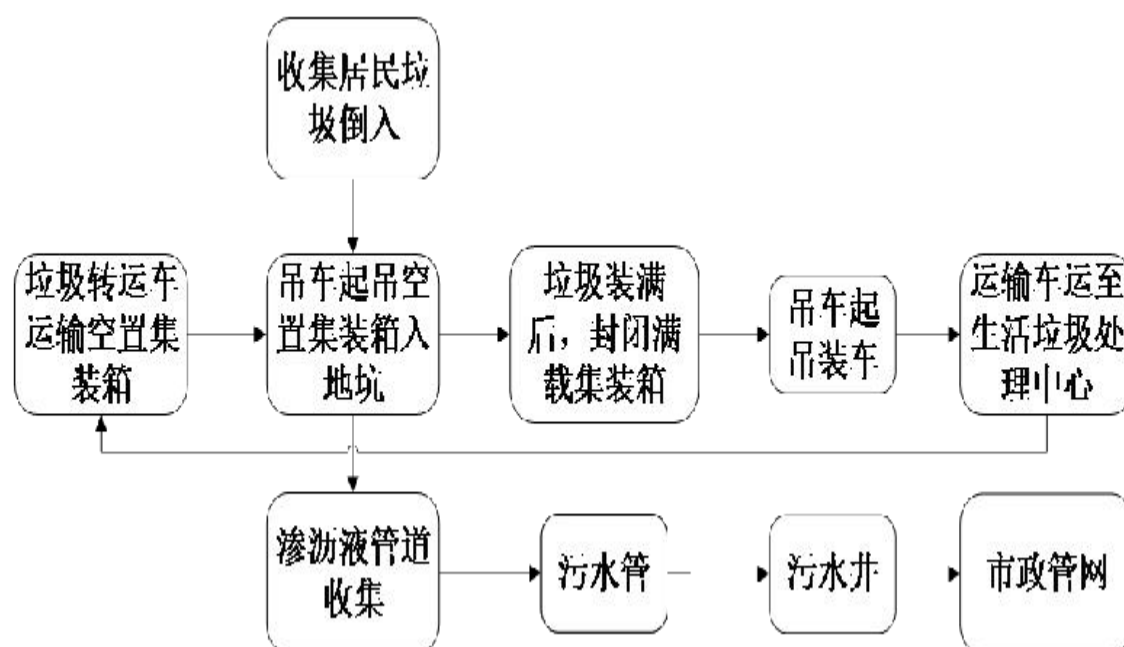 收集居民垃
圾倒入
垃圾转运车
运输空置集
装箱
吊车起吊空
置集装箱入
地坑
垃圾装满
后，封闭满
载集装箱
吊车起
吊装车
运输车运至
生活垃圾处
理中心
渗沥液管道
收集
污水管
污水井
市政管网